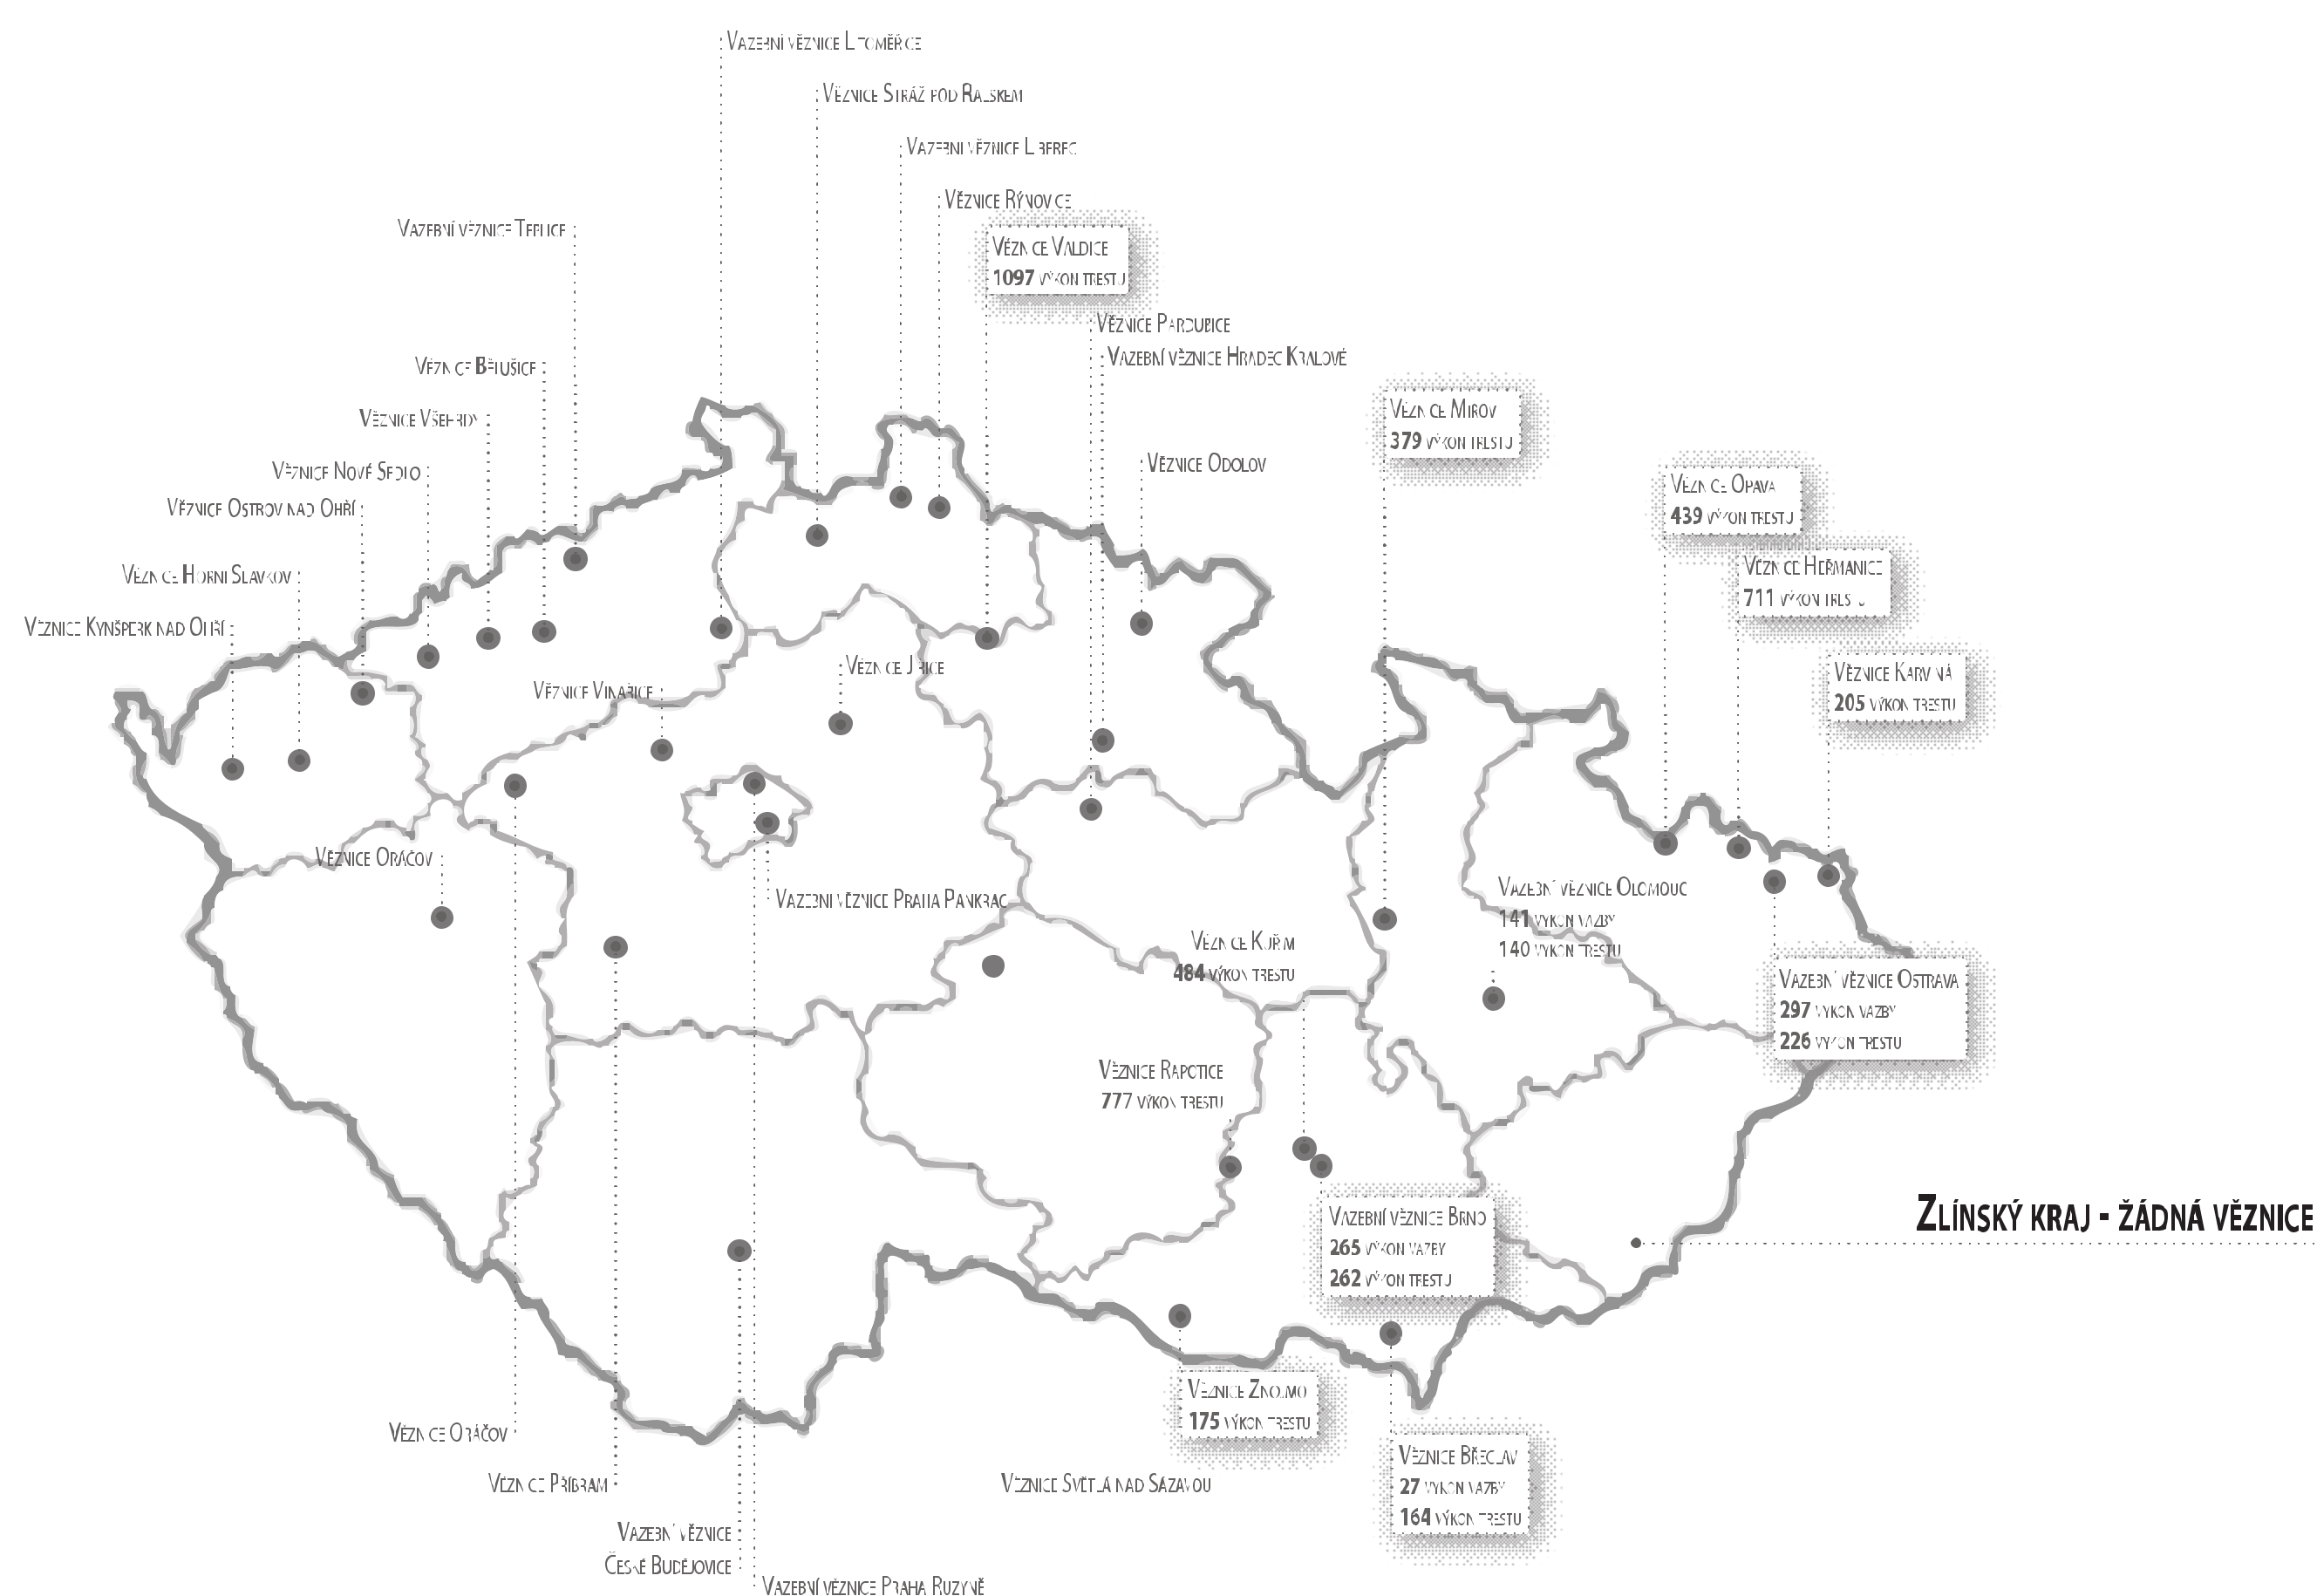 Vazební věznice Litoměřice
Věznice Stráž pod Ralskem
Vazební věznice Liberec
Věznice Rýnovice
Vazební věznice Teplice
Věznice Valdice
1097 výkon trestu
Věznice Pardubice
Vazební věznice Hradec Králové
Věznice Bělušice
Věznice Všehrdy
Věznice Mírov
379 výkon trestu
Věznice Nové Sedlo
Věznice Odolov
Věznice Ostrov nad Ohří
Věznice Opava
439 výkon trestu
Věznice Horní Slavkov
Věznice Heřmanice
711 výkon trestu
Věznice Kynšperk nad Ohří
Věznice Jiřice
Věznice Karviná
205 výkon trestu
Věznice Vinařice
Věznice Oráčov
Vazební věznice Praha Pankrác
Vazební věznice Olomouc
141 výkon vazby
140 výkon trestu
Věznice Kuřim
484 výkon trestu
Vazební věznice Ostrava
297 výkon vazby
226 výkon trestu
Věznice Rapotice
777 výkon trestu
Zlínský kraj - žádná věznice
Vazební věznice Brno
265 výkon vazby
262 výkon trestu
Věznice Znojmo
175 výkon trestu
Věznice Oráčov
Věznice Břeclav
27 výkon vazby
164 výkon trestu
Věznice Příbram
Věznice Světlá nad Sázavou
Vazební věznice
České Budějovice
Vazební věznice Praha Ruzyně